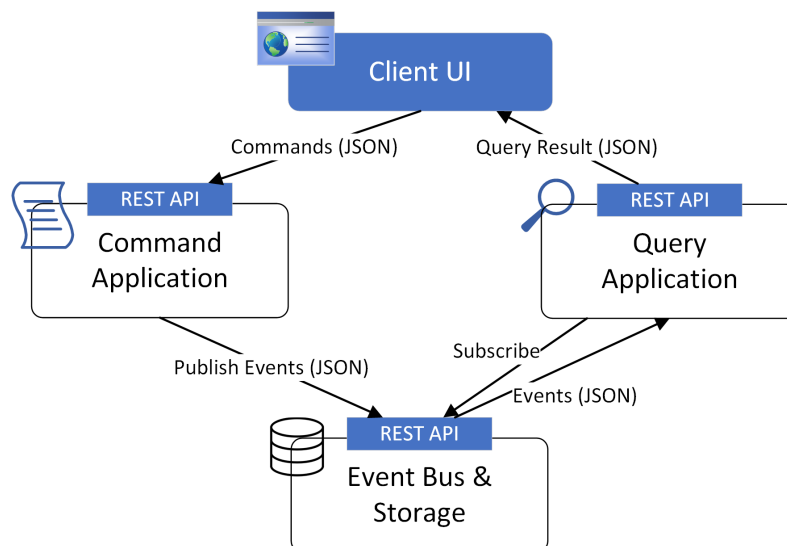 Client UI
Commands (JSON)
Query Result (JSON)
REST API
Command
Application
REST API
Query
Application
Publish Events (JSON)
Subscribe
Events (JSON)
REST API
Event Bus &
Storage